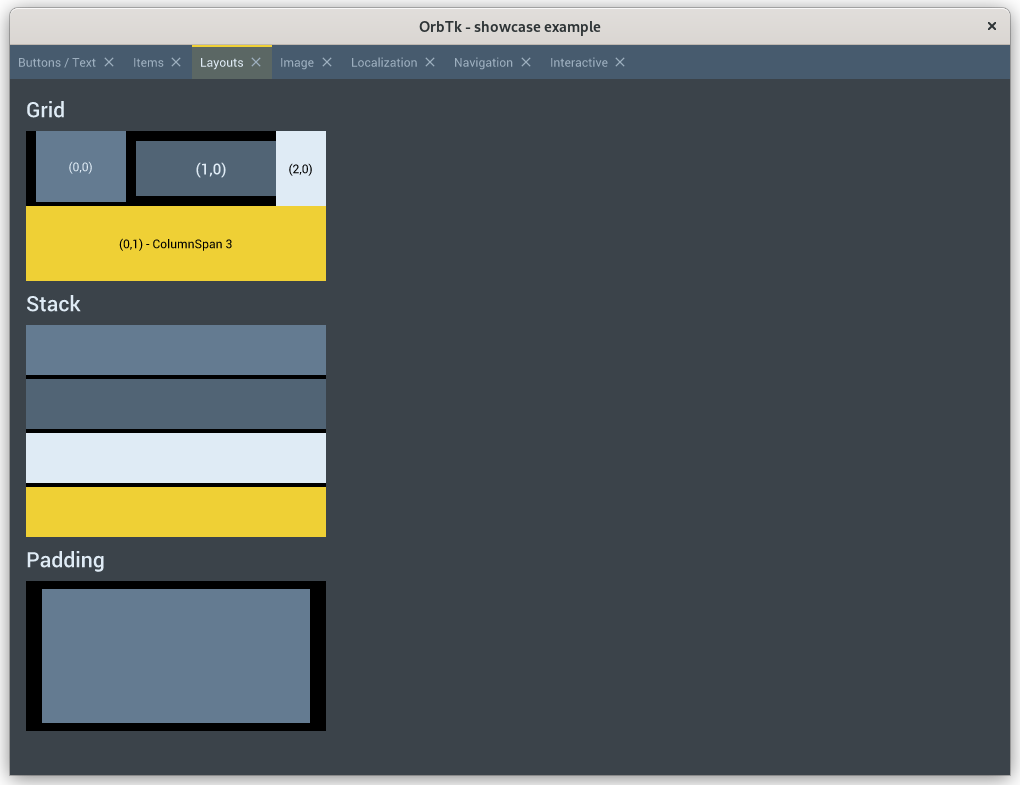 OrbTk - showcase example
Buttons / Text Items Layouts Image Localization Navigation Interactive
Grid
(0,0) (1,0) (2,0)
(0,1) - ColumnSpan 3
Stack
Padding